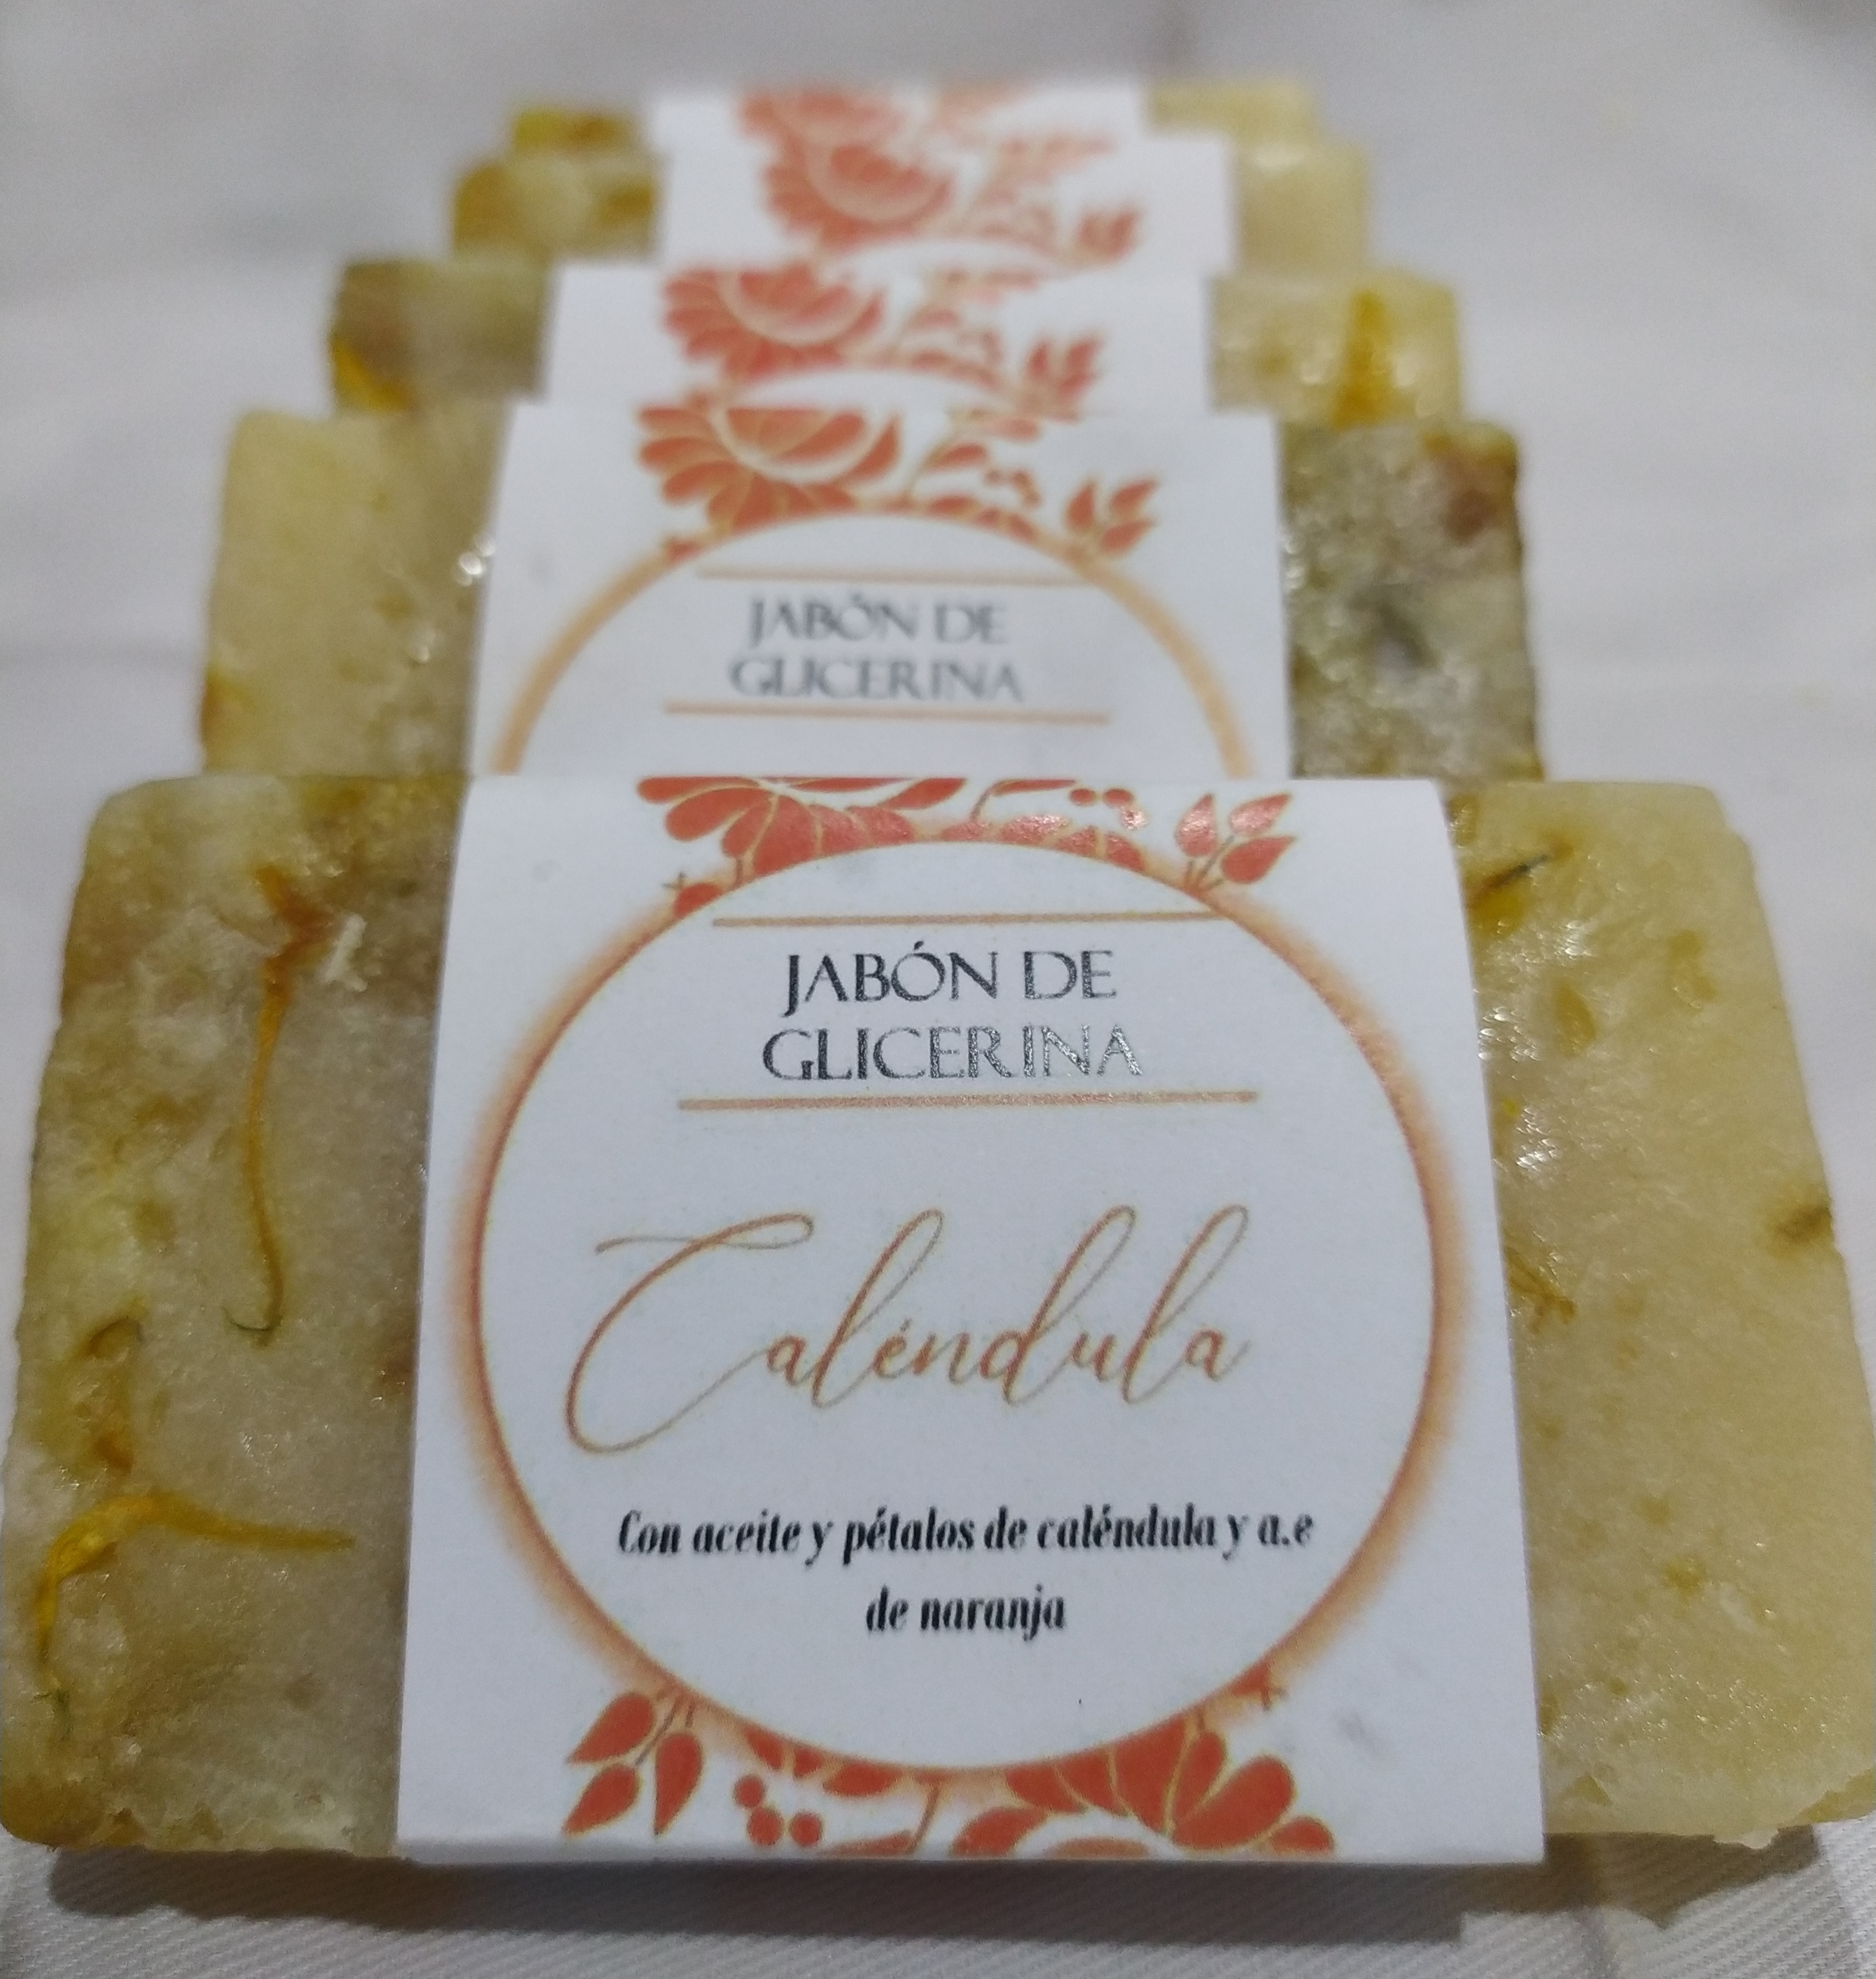 JABÓN DE
GLICERINA
JABÓN DE
GLICERINA
Caléndula
Con aceite y pétalos de caléndula y a.e
de naranja